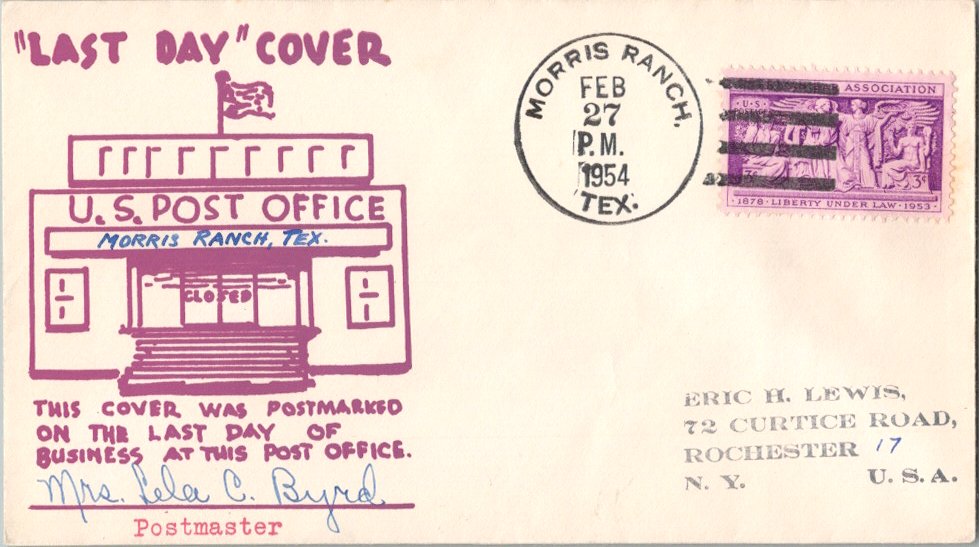 "LAST DAY" COVER
U.S. POST OFFICE
MORRIS RANCH, TEX.
CLOSED
THIS COVER WAS POSTMARKED
ON THE LAST DAY OF
BUSINESS AT THIS POST OFFICE.
Mrs. Lela C. Byrd
Postmaster
MORRIS RANCH,
FEB
27
P.M.
1954
TEX.
ASSOCIATION
U·S
POSTAGE
3¢
1878 · LIBERTY UNDER LAW · 1953
ERIC H. LEWIS,
72 CURTICE ROAD,
ROCHESTER 17
N. Y. U. S. A.